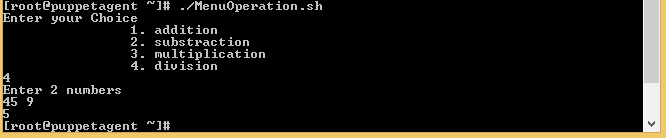 [root@puppetagent ~]# ./MenuOperation.sh
Enter your Choice
1. addition
2. substraction
3. multiplication
4. division
4
Enter 2 numbers
45 9
5
[root@puppetagent ~]#